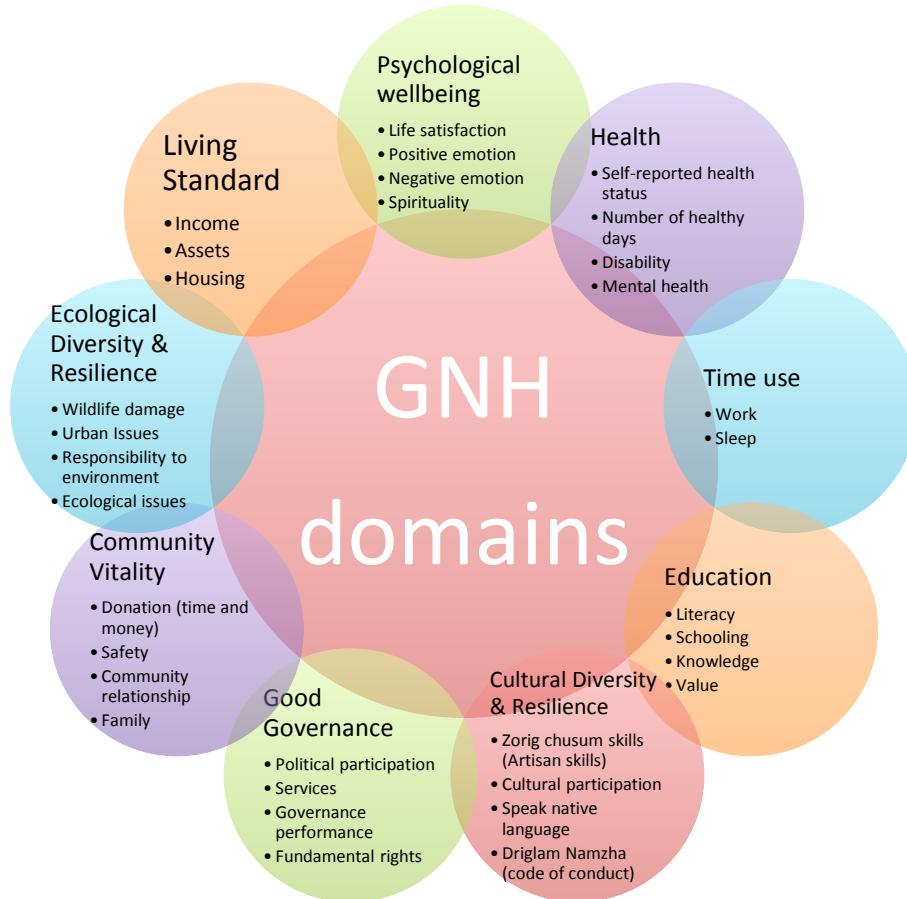 Psychological
wellbeing
• Life satisfaction
• Positive emotion
• Negative emotion
• Spirituality
Health
• Self-reported health
status
• Number of healthy
days
• Disability
• Mental health
Time use
• Work
• Sleep
Education
• Literacy
• Schooling
• Knowledge
• Value
Cultural Diversity
& Resilience
• Zorig chusum skills
(Artisan skills)
• Cultural participation
• Speak native
language
• Driglam Namzha
(code of conduct)
Good
Governance
• Political participation
• Services
• Governance
performance
• Fundamental rights
Community
Vitality
• Donation (time and
money)
• Safety
• Community
relationship
• Family
Ecological
Diversity &
Resilience
• Wildlife damage
• Urban Issues
• Responsibility to
environment
• Ecological issues
Living
Standard
• Income
• Assets
• Housing
GNH
domains